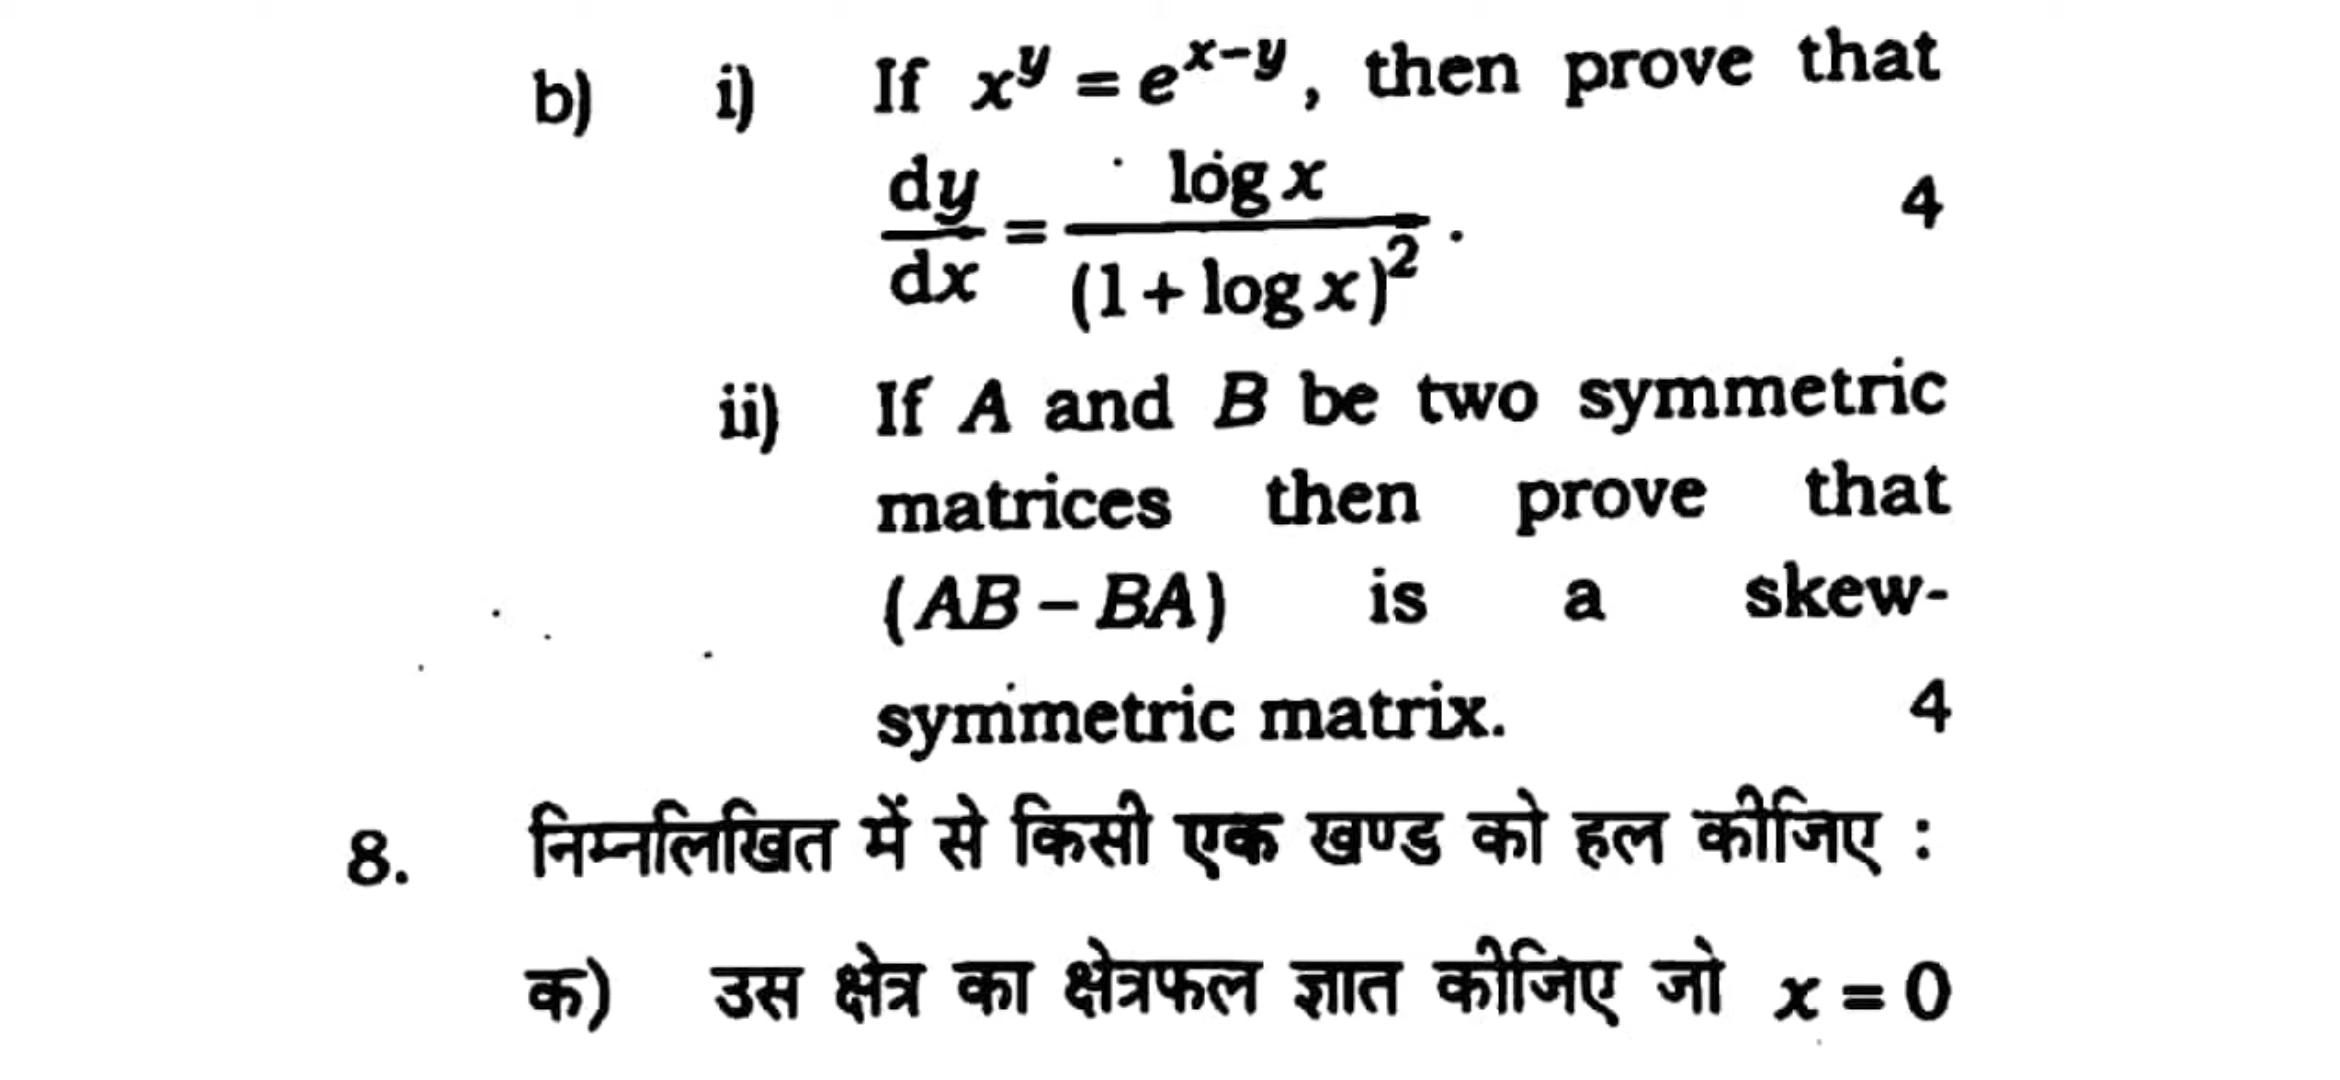 b) i) If x^y = e^{x-y}, then prove that
dy/dx = log x/(1 + log x)^2 . 4
ii) If A and B be two symmetric
matrices then prove that
(AB – BA) is a skew-
symmetric matrix. 4
8. निम्नलिखित में से किसी एक खण्ड को हल कीजिए :
क) उस क्षेत्र का क्षेत्रफल ज्ञात कीजिए जो x = 0